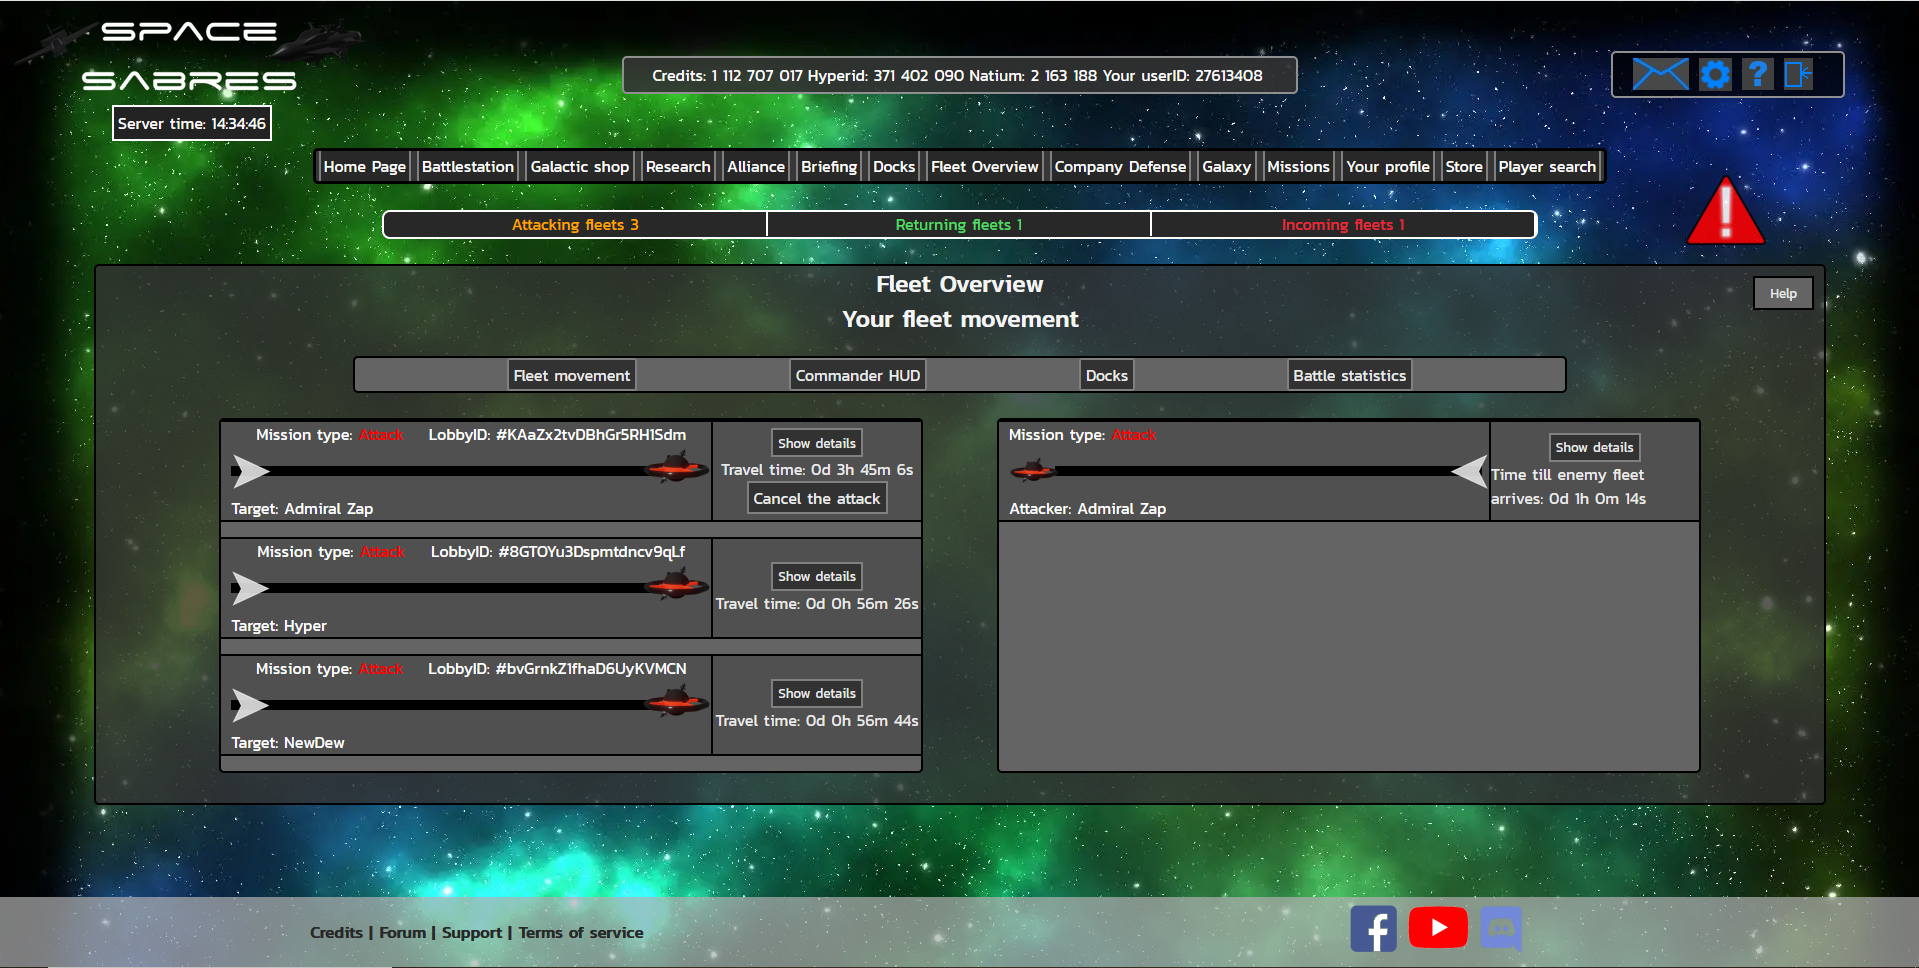 SPACE
SABRES
Credits: 1 112 707 017 Hyperid: 371 402 090 Natium: 2 163 188 Your userID: 27613408
?
Server time: 14:34:46
Home Page Battlestation Galactic shop Research Alliance Briefing Docks Fleet Overview Company Defense Galaxy Missions Your profile Store Player search
!
Attacking fleets 3 Returning fleets 1 Incoming fleets 1
Fleet Overview
Help
Your fleet movement
Fleet movement Commander HUD Docks Battle statistics
Mission type: Attack LobbyID: #KAaZx2tvDBhGr5RH1Sdm
Show details
Travel time: 0d 3h 45m 6s
Cancel the attack
Target: Admiral Zap
Mission type: Attack LobbyID: #8GTOYu3Dspmtdncv9qLf
Show details
Travel time: 0d 0h 56m 26s
Target: Hyper
Mission type: Attack LobbyID: #bvGrnkZ1fhaD6UyKVMCN
Show details
Travel time: 0d 0h 56m 44s
Target: NewDew
Mission type: Attack
Show details
Time till enemy fleet
arrives: 0d 1h 0m 14s
Attacker: Admiral Zap
Credits | Forum | Support | Terms of service